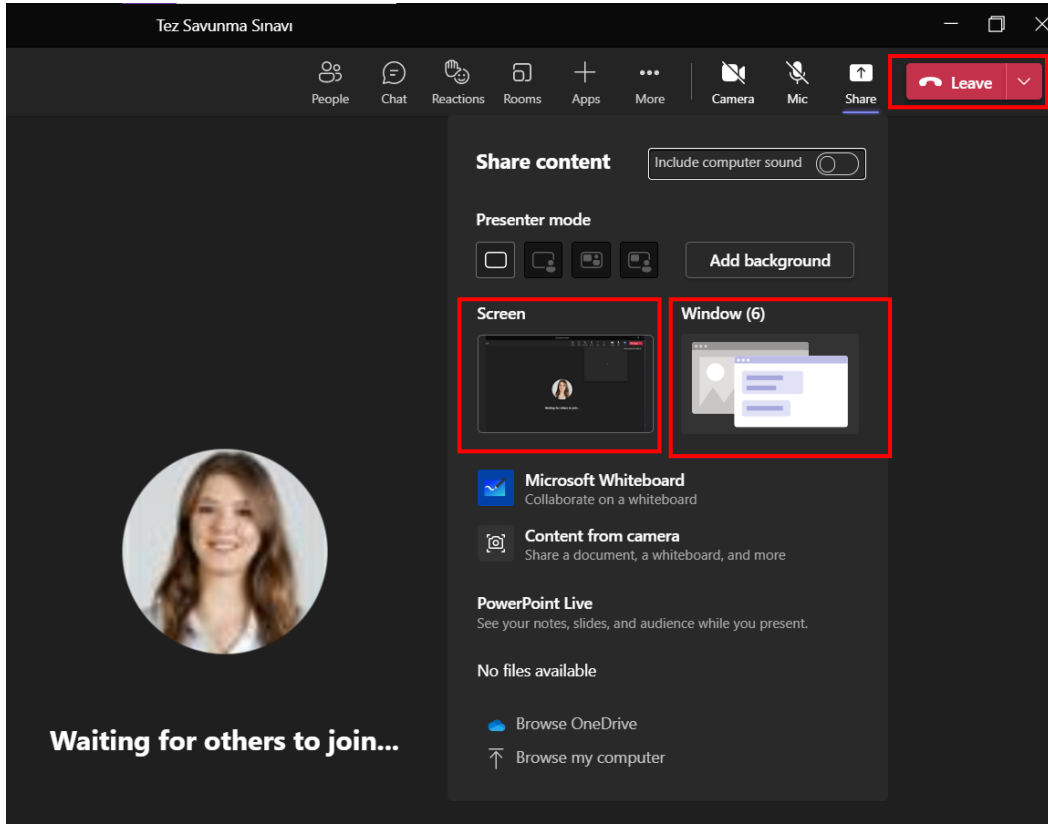 Tez Savunma Sınavı
People Chat Reactions Rooms Apps More Camera Mic Share Leave
Share content Include computer sound
Presenter mode
Add background
Screen Window (6)
Microsoft Whiteboard
Collaborate on a whiteboard
Content from camera
Share a document, a whiteboard, and more
PowerPoint Live
See your notes, slides, and audience while you present.
No files available
Browse OneDrive
Browse my computer
Waiting for others to join...